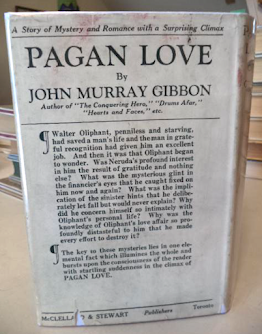 A Story of Mystery and Romance with a Surprising Climax
PAGAN LOVE
By
JOHN MURRAY GIBBON
Author of "The Conquering Hero," "Drums Afar,"
"Hearts and Faces," etc.
¶ Walter Oliphant, penniless and starving,
had saved a man's life and the man in grate-
ful recognition had given him an excellent
job. And then it was that Oliphant began
to wonder. Was Neruda's profound interest
in him the result of gratitude and nothing
else? What was the mysterious glint in
the financier's eyes that he caught fixed on
him now and again? What was the impli-
cation of the sinister hints that he deliber-
ately let fall but would never explain? Why
did he concern himself so intimately with
Oliphant's personal life? Why was the
knowledge of Oliphant's love affair so pro-
foundly distasteful to him that he made
every effort to destroy it?
¶ The key to these mysteries lies in one ele-
mental fact which illumines the whole and
bursts upon the consciousness of the reader
with startling suddenness in the climax of
PAGAN LOVE.
McCLELLA & STEWART Publishers Toronto